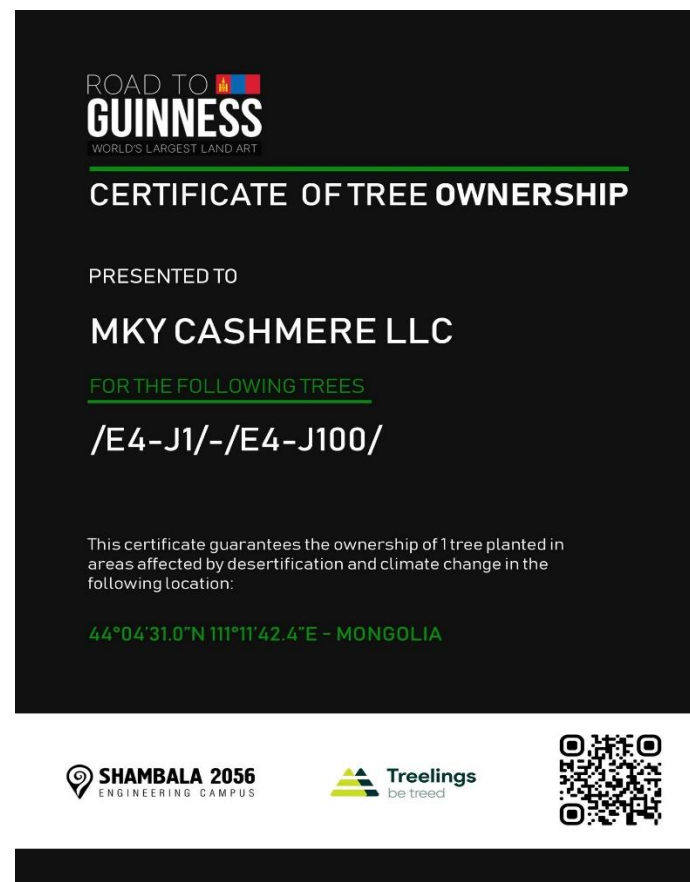 ROAD TO
GUINNESS
WORLD'S LARGEST LAND ART
CERTIFICATE OF TREE OWNERSHIP
PRESENTED TO
MKY CASHMERE LLC
FOR THE FOLLOWING TREES
/E4-J1/-/E4-J100/
This certificate guarantees the ownership of 1 tree planted in
areas affected by desertification and climate change in the
following location:
44°04'31.0"N 111°11'42.4"E - MONGOLIA
SHAMBALA 2056
ENGINEERING CAMPUS
Treelings
be treed